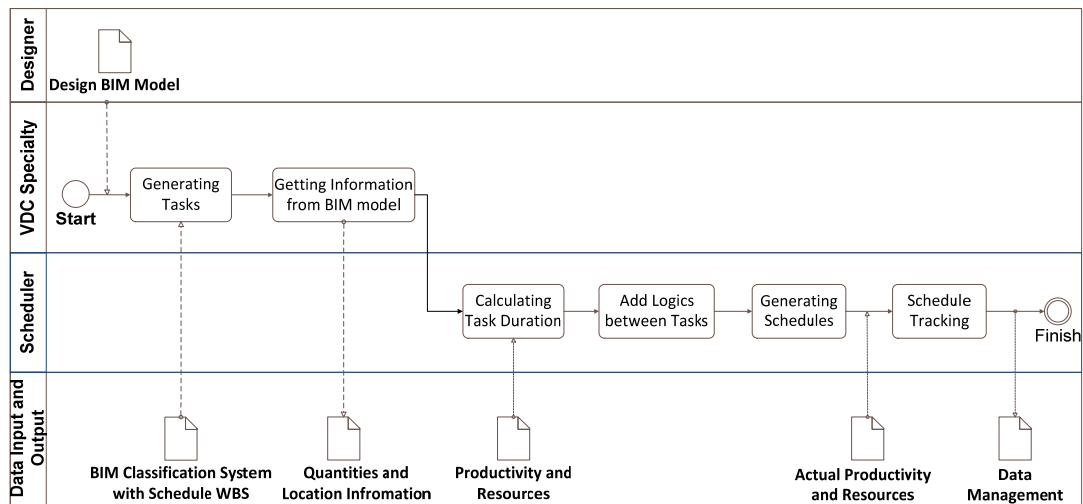 Designer
Design BIM Model
VDC Specialty
Start
Generating
Tasks
Getting Information
from BIM model
Scheduler
Calculating
Task Duration
Add Logics
between Tasks
Generating
Schedules
Schedule
Tracking
Finish
Data Input and
Output
BIM Classification System
with Schedule WBS
Quantities and
Location Infromation
Productivity and
Resources
Actual Productivity
and Resources
Data
Management